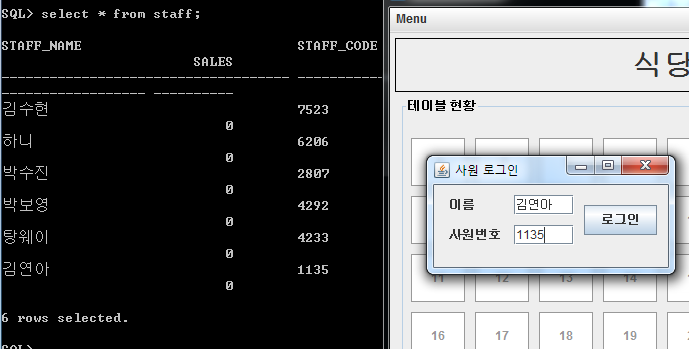 SQL> select * from staff;
STAFF_NAME STAFF_CODE
SALES
김수현 7523
0
하니 6206
0
박수진 2807
0
박보영 4292
0
탕웨이 4233
0
김연아 1135
0
6 rows selected.
SQL>
Menu
식당
테이블 현황
사원 로그인
이름 김연아
사원번호 1135
로그인
11 12 13 14
16 17 18 19